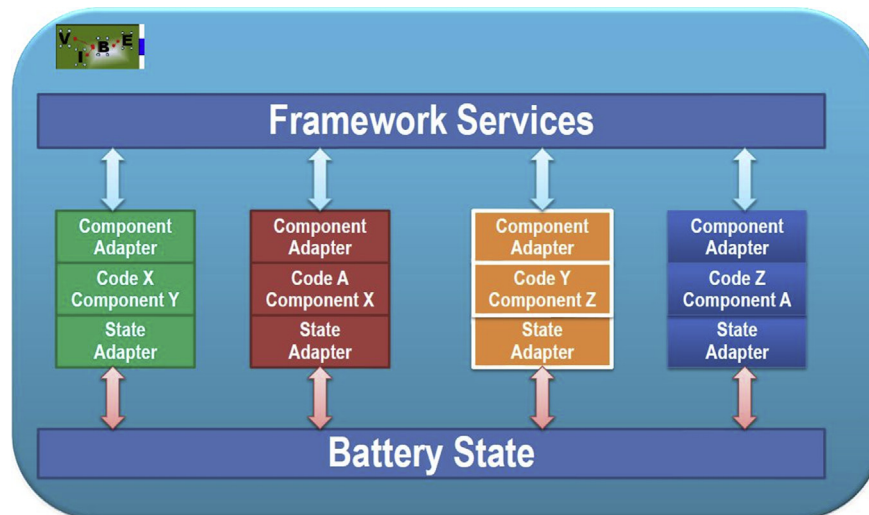 V I B E
Framework Services
Component
Adapter
Code X
Component Y
State
Adapter
Component
Adapter
Code A
Component X
State
Adapter
Component
Adapter
Code Y
Component Z
State
Adapter
Component
Adapter
Code Z
Component A
State
Adapter
Battery State